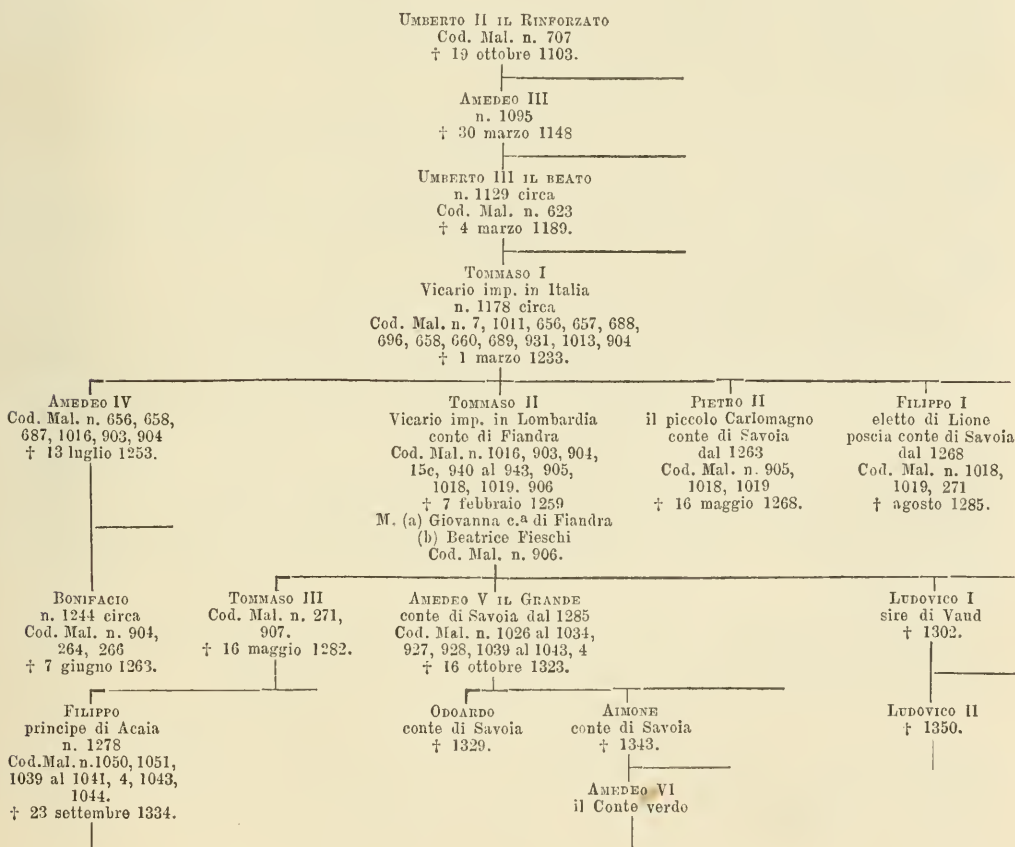 Umberto II il Rinforzato
Cod. Mal. n. 707
† 19 ottobre 1103.
Amedeo III
n. 1095
† 30 marzo 1148
Umberto III il beato
n. 1129 circa
Cod. Mal. n. 623
† 4 marzo 1189.
Tommaso I
Vicario imp. in Italia
n. 1178 circa
Cod. Mal. n. 7, 1011, 656, 657, 688,
696, 658, 660, 689, 931, 1013, 904
† 1 marzo 1233.
Amedeo IV
Cod. Mal. n. 656, 658,
687, 1016, 903, 904
† 13 luglio 1253.
Tommaso II
Vicario imp. in Lombardia
conte di Fiandra
Cod. Mal. n. 1016, 903, 904,
15c, 940 al 943, 905,
1018, 1019. 906
† 7 febbraio 1259
M. (a) Giovanna c.ª di Fiandra
(b) Beatrice Fieschi
Cod. Mal. n. 906.
Pietro II
il piccolo Carlomagno
conte di Savoia
dal 1263
Cod. Mal. n. 905,
1018, 1019
† 16 maggio 1268.
Filippo I
eletto di Lione
poscia conte di Savoia
dal 1268
Cod. Mal. n. 1018,
1019, 271
† agosto 1285.
Bonifacio
n. 1244 circa
Cod. Mal. n. 904,
264, 266
† 7 giugno 1263.
Tommaso III
Cod. Mal. n. 271,
907.
† 16 maggio 1282.
Amedeo V il Grande
conte di Savoia dal 1285
Cod. Mal. n. 1026 al 1034,
927, 928, 1039 al 1043, 4
† 16 ottobre 1323.
Ludovico I
sire di Vaud
† 1302.
Filippo
principe di Acaia
n. 1278
Cod. Mal. n. 1050, 1051,
1039 al 1041, 4, 1043,
1044.
† 23 settembre 1334.
Odoardo
conte di Savoia
† 1329.
Aimone
conte di Savoia
† 1343.
Ludovico II
† 1350.
Amedeo VI
il Conte verdo